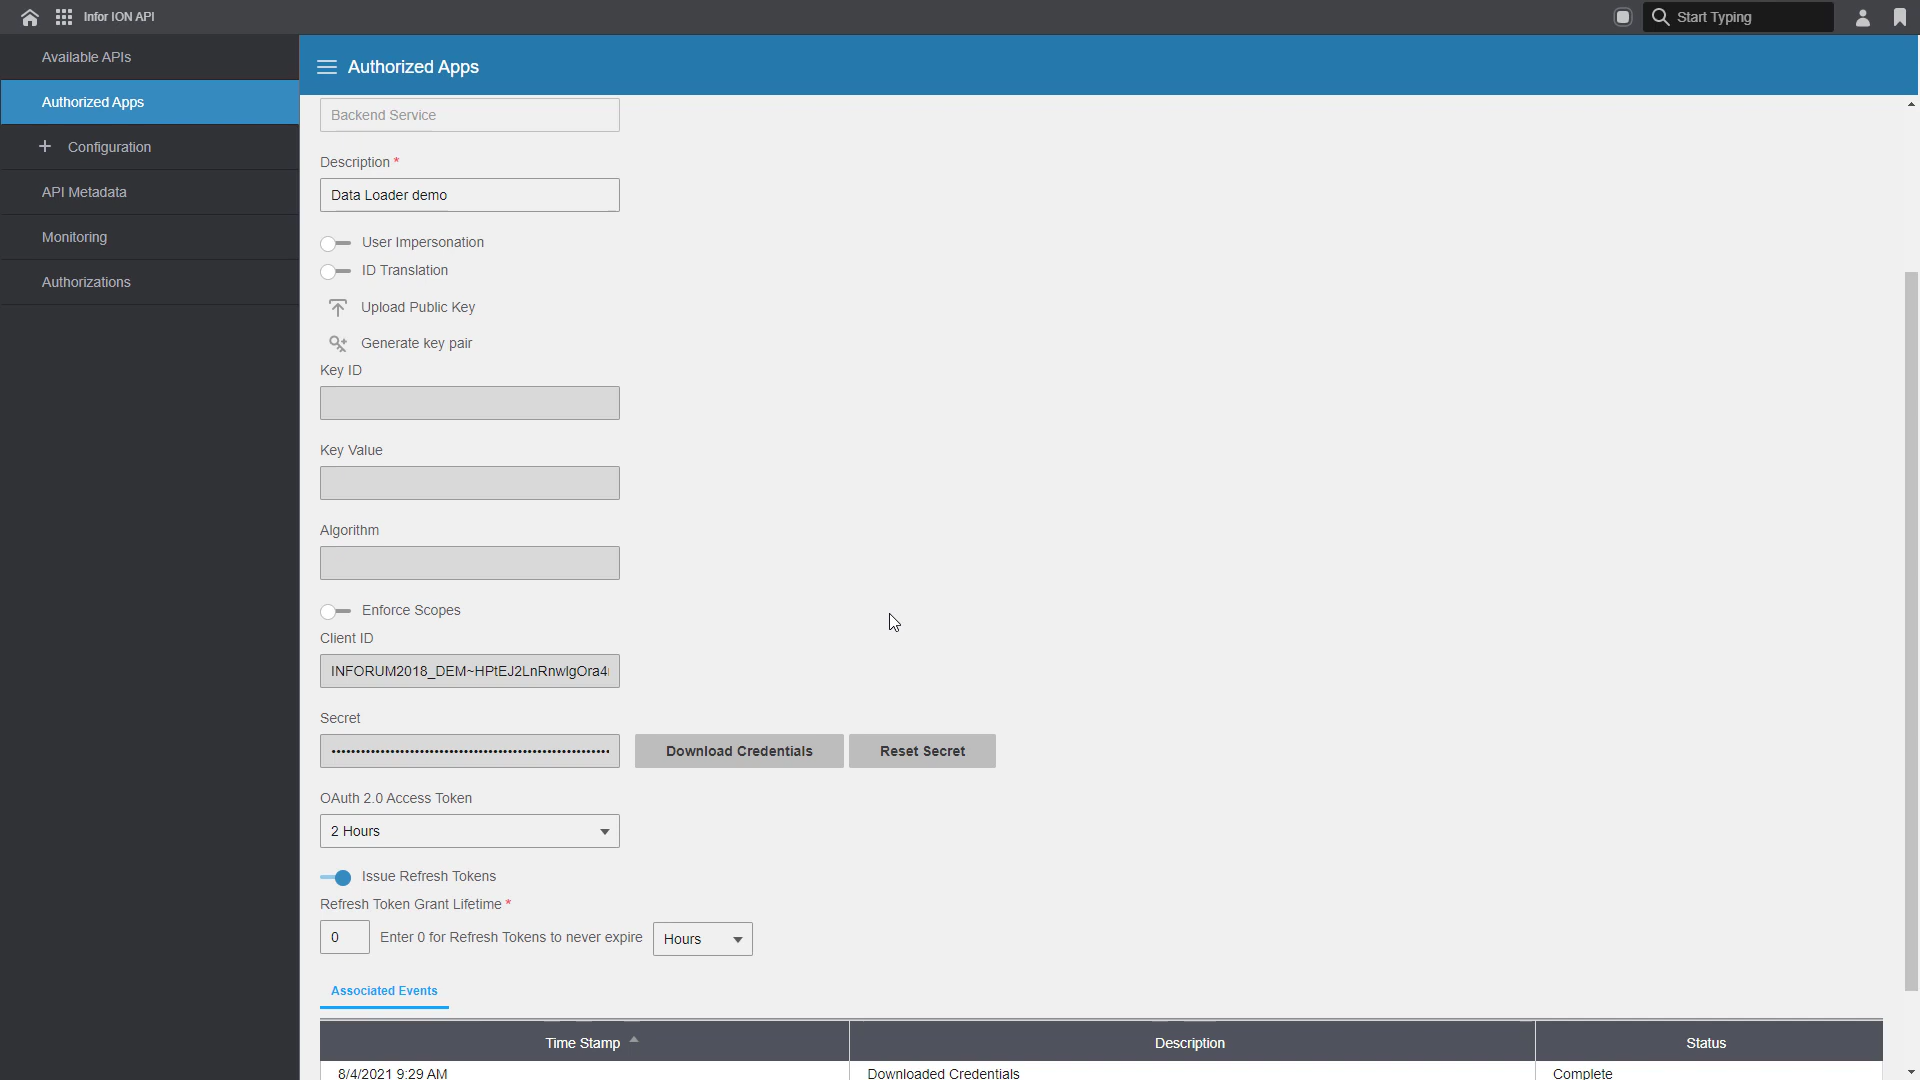 Infor ION API
Start Typing
Available APIs
Authorized Apps
Configuration
API Metadata
Monitoring
Authorizations
Authorized Apps
Backend Service
Description *
Data Loader demo
User Impersonation
ID Translation
Upload Public Key
Generate key pair
Key ID
Key Value
Algorithm
Enforce Scopes
Client ID
INFORUM2018_DEM~HPtEJ2LnRnwlgOra4
Secret
Download Credentials
Reset Secret
OAuth 2.0 Access Token
2 Hours
Issue Refresh Tokens
Refresh Token Grant Lifetime *
0 Enter 0 for Refresh Tokens to never expire Hours
Associated Events
Time Stamp Description Status
8/4/2021 9:29 AM Downloaded Credentials Complete